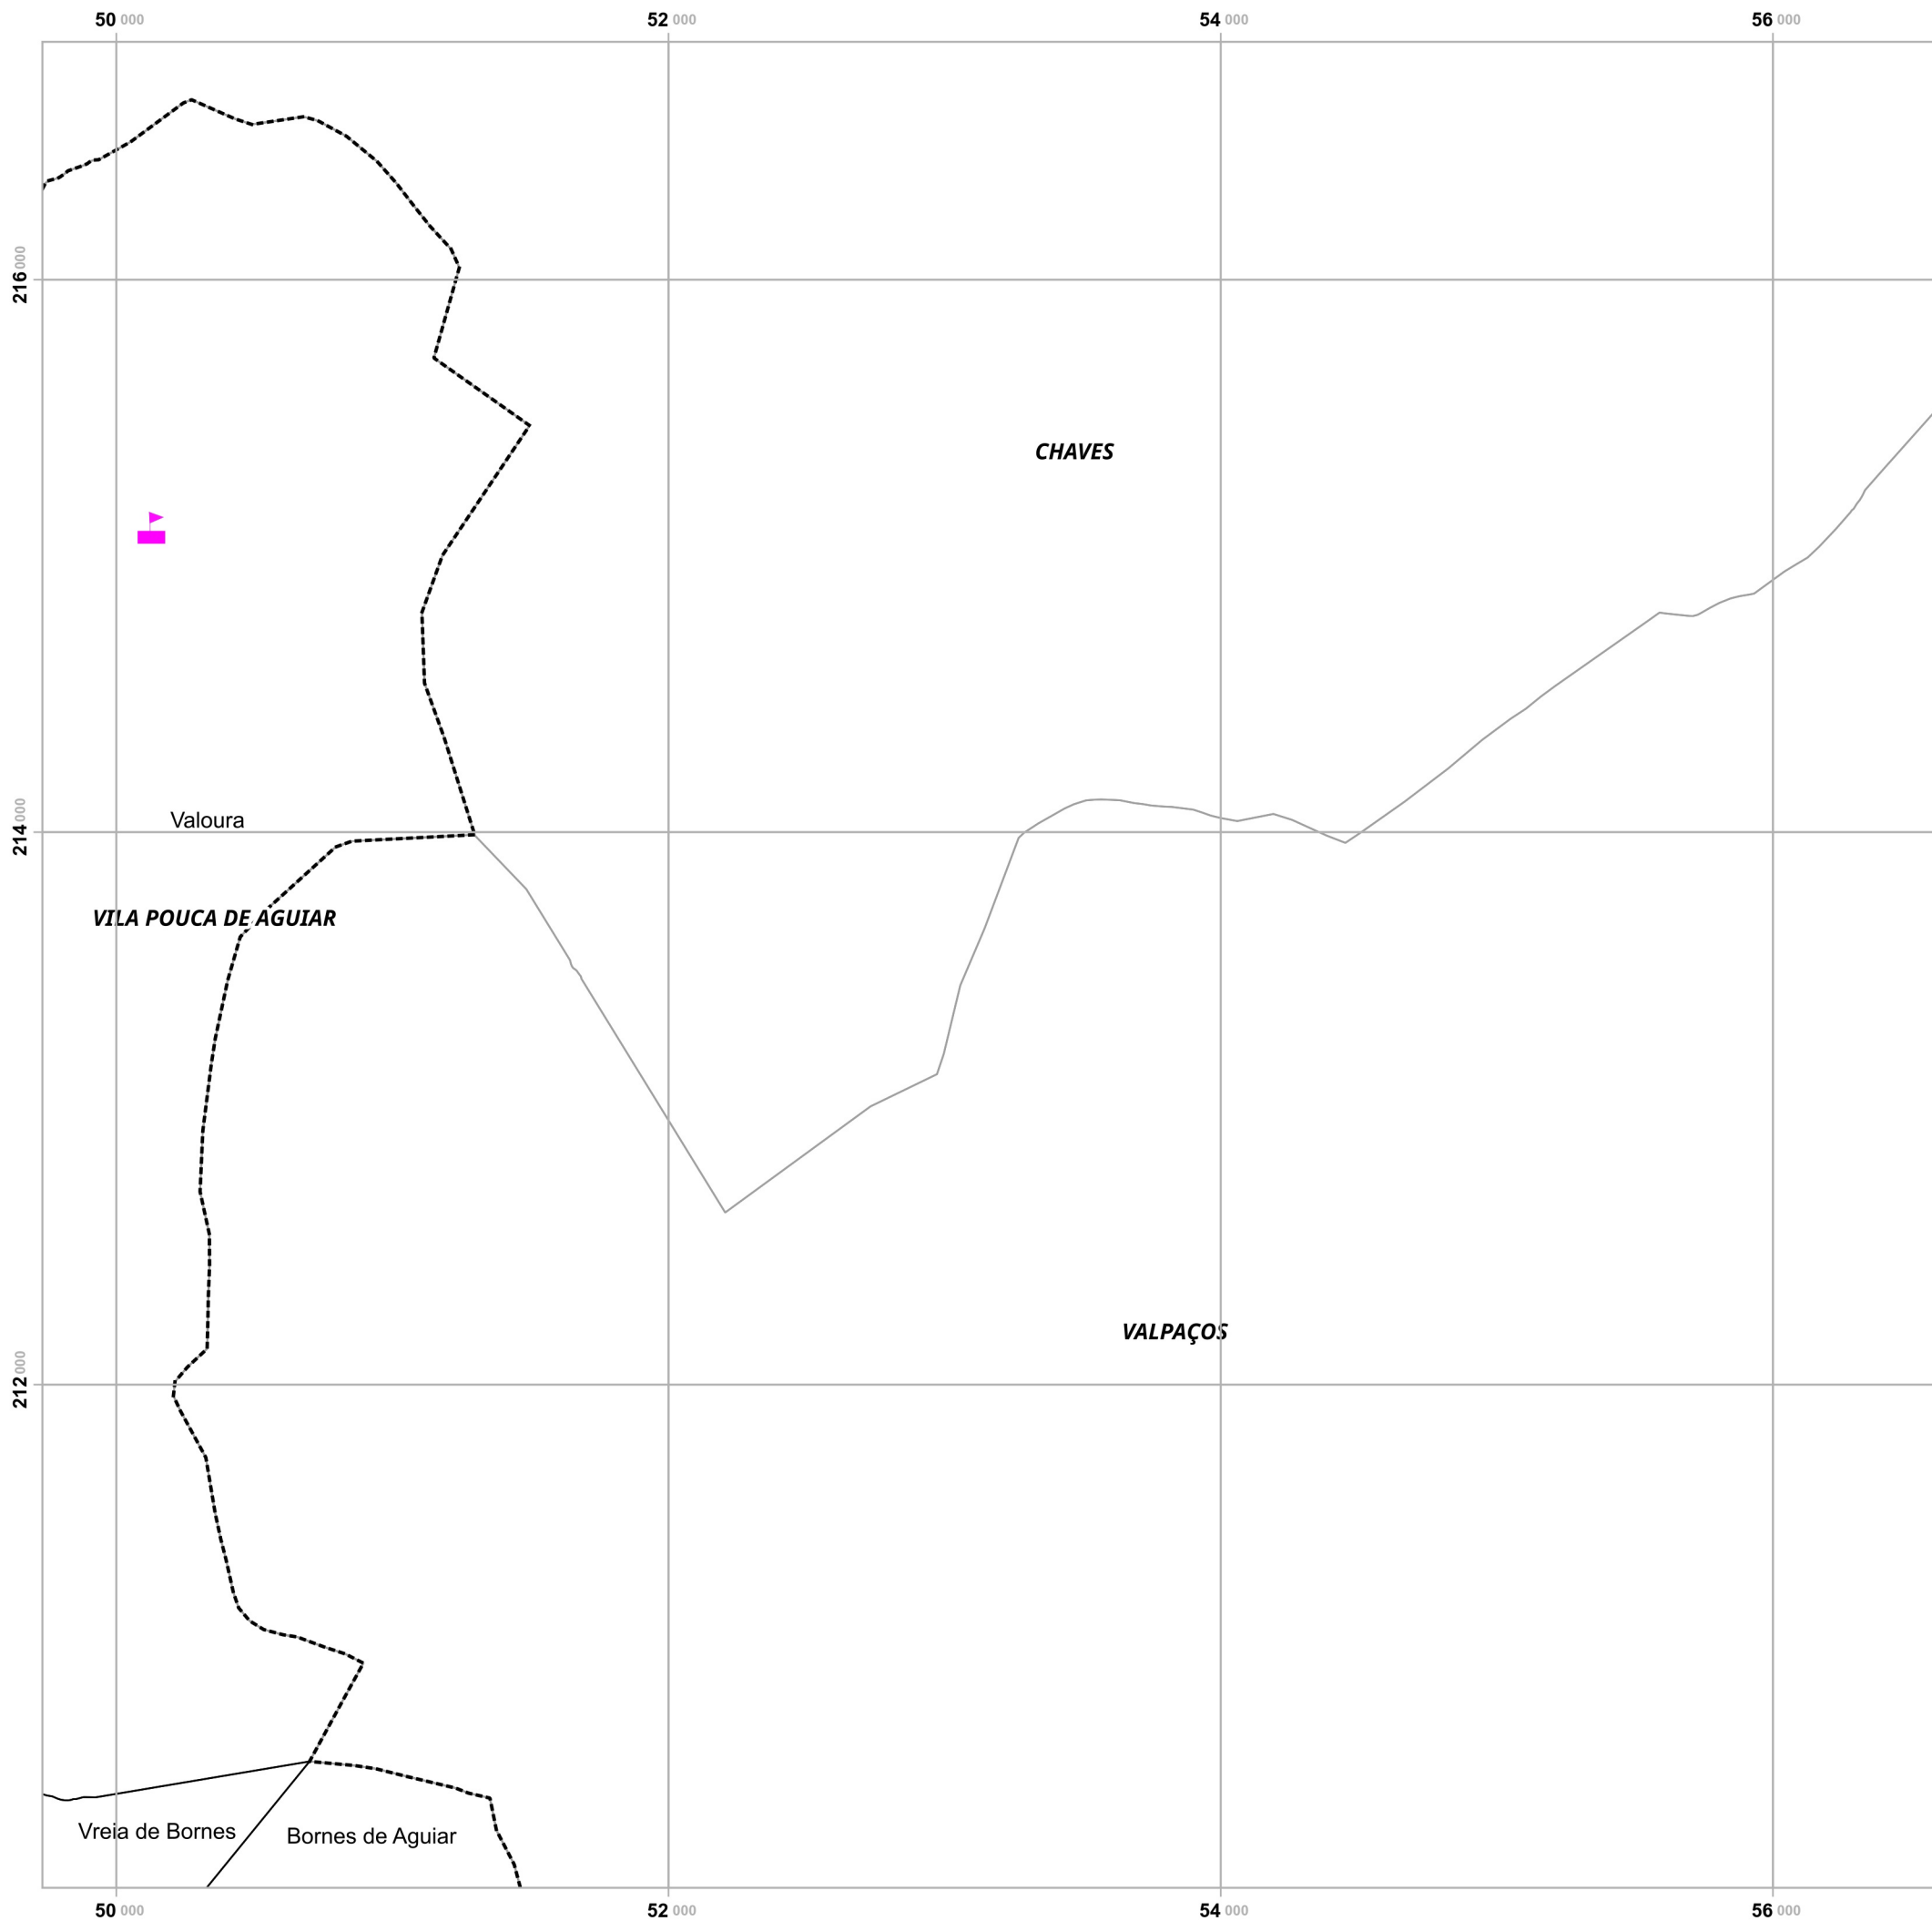 50 000
52 000
54 000
56 000
216 000
CHAVES
214 000
Valoura
VILA POUCA DE AGUIAR
VALPAÇOS
212 000
Vreia de Bornes
Bornes de Aguiar
50 000
52 000
54 000
56 000